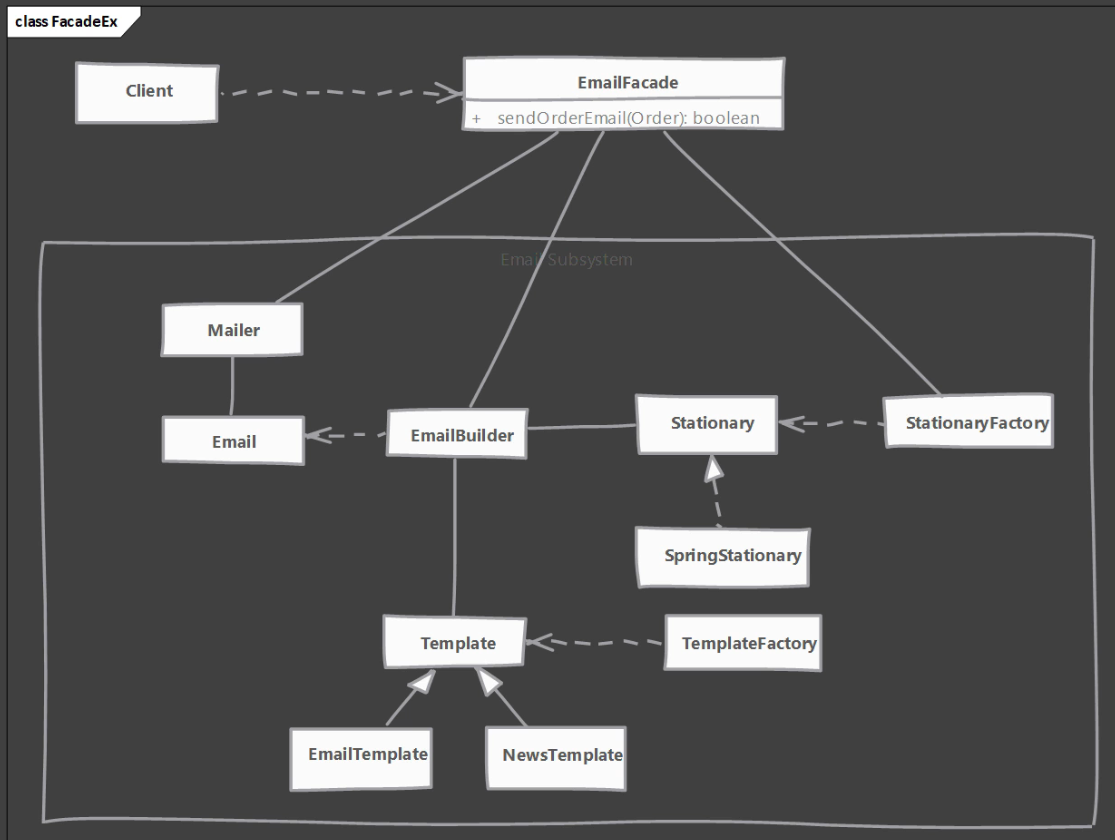 class FacadeEx
Client
EmailFacade
+ sendOrderEmail(Order): boolean
Email Subsystem
Mailer
Email
EmailBuilder
Stationary
StationaryFactory
SpringStationary
Template
TemplateFactory
EmailTemplate
NewsTemplate